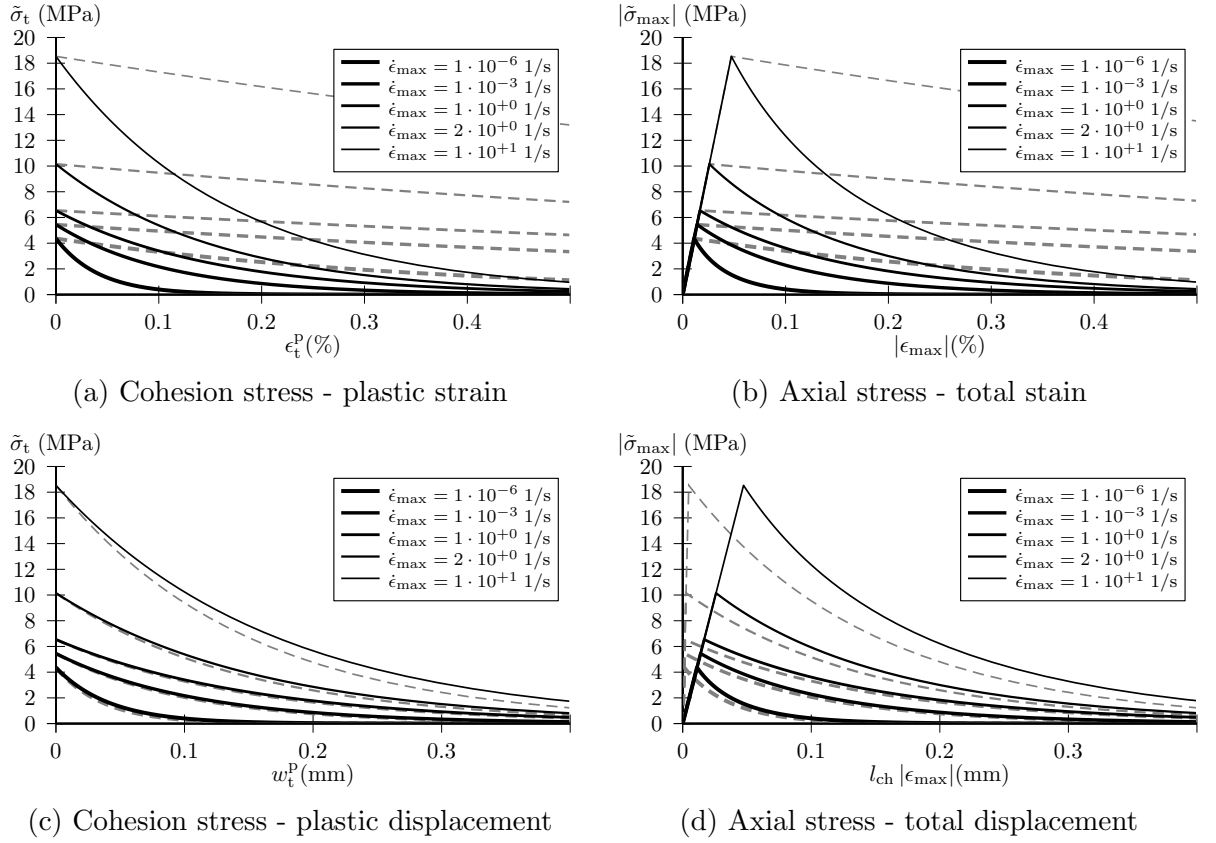 σ̃t (MPa)
20
18
16
14
12
10
8
6
4
2
0
0 0.1 0.2 0.3 0.4
ϵ̇max = 1 · 10−6 1/s
ϵ̇max = 1 · 10−3 1/s
ϵ̇max = 1 · 10+0 1/s
ϵ̇max = 2 · 10+0 1/s
ϵ̇max = 1 · 10+1 1/s
ϵtp(%)
(a) Cohesion stress - plastic strain
|σ̃max| (MPa)
20
18
16
14
12
10
8
6
4
2
0
0 0.1 0.2 0.3 0.4
ϵ̇max = 1 · 10−6 1/s
ϵ̇max = 1 · 10−3 1/s
ϵ̇max = 1 · 10+0 1/s
ϵ̇max = 2 · 10+0 1/s
ϵ̇max = 1 · 10+1 1/s
|ϵmax|(%)
(b) Axial stress - total stain
σ̃t (MPa)
20
18
16
14
12
10
8
6
4
2
0
0 0.1 0.2 0.3
ϵ̇max = 1 · 10−6 1/s
ϵ̇max = 1 · 10−3 1/s
ϵ̇max = 1 · 10+0 1/s
ϵ̇max = 2 · 10+0 1/s
ϵ̇max = 1 · 10+1 1/s
wtp(mm)
(c) Cohesion stress - plastic displacement
|σ̃max| (MPa)
20
18
16
14
12
10
8
6
4
2
0
0 0.1 0.2 0.3
ϵ̇max = 1 · 10−6 1/s
ϵ̇max = 1 · 10−3 1/s
ϵ̇max = 1 · 10+0 1/s
ϵ̇max = 2 · 10+0 1/s
ϵ̇max = 1 · 10+1 1/s
lch |ϵmax|(mm)
(d) Axial stress - total displacement